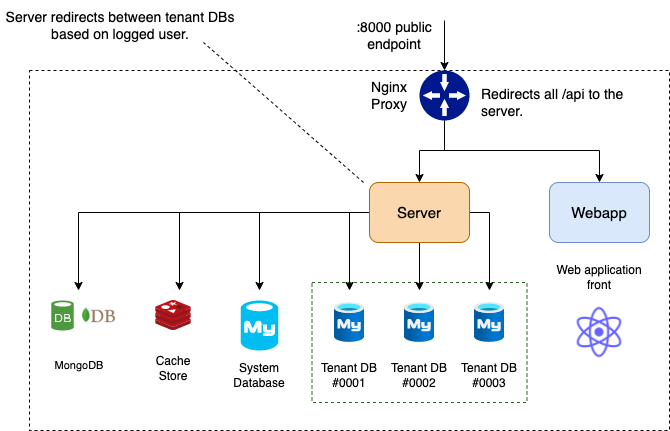 Server redirects between tenant DBs
based on logged user.
:8000 public
endpoint
Nginx
Proxy
Redirects all /api to the
server.
Server
Webapp
Web application
front
DB
DB
MongoDB
Cache
Store
My
System
Database
My
Tenant DB
#0001
My
Tenant DB
#0002
My
Tenant DB
#0003